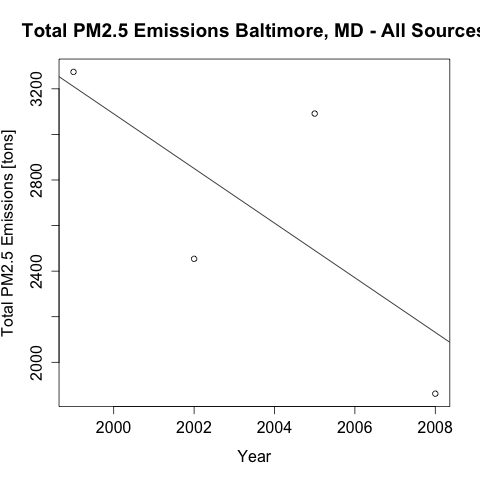 Total PM2.5 Emissions Baltimore, MD - All Sources
Total PM2.5 Emissions [tons]
3200
2800
2400
2000
2000 2002 2004 2006 2008
Year